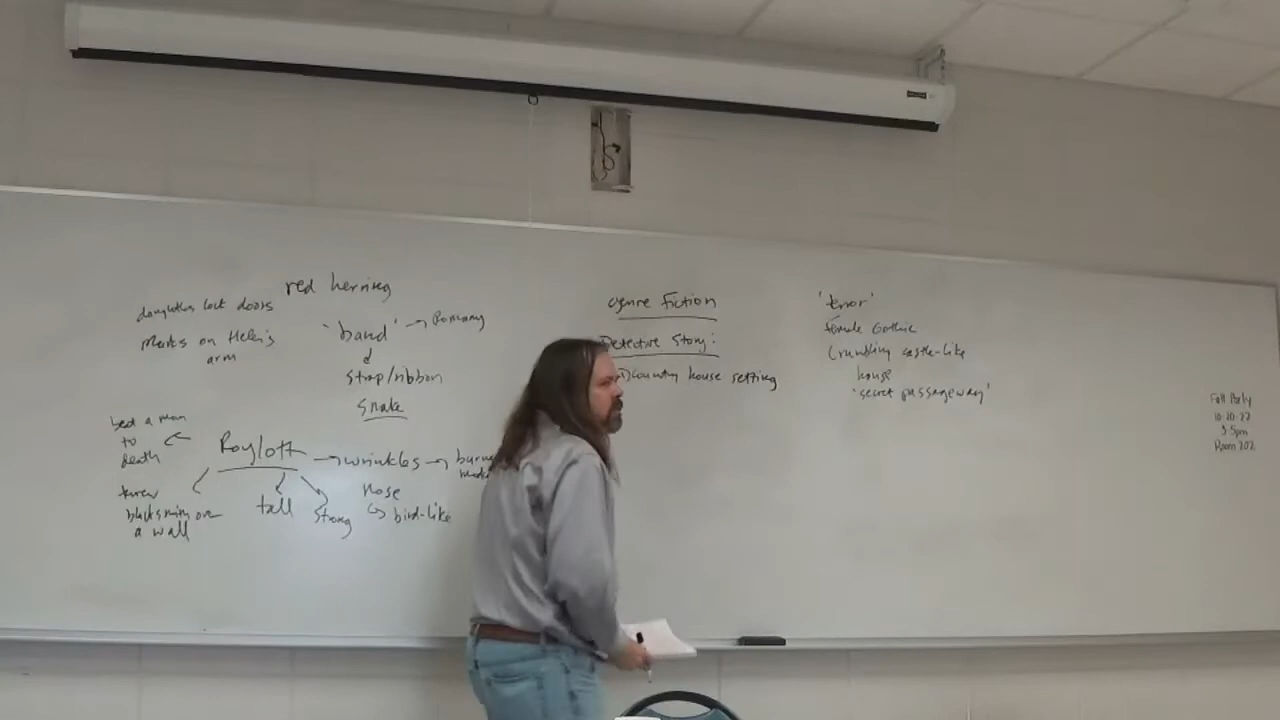 red herring
daughters lock doors
Marks on Helen's
arm
'band' → Romany
strap/ribbon
snake
beat a man
to
death
Roylott
→ wrinkles →
threw
blacksmith over
a wall
tall
strong
nose
bird-like
genre fiction
Detective Story:
country house setting
'terror'
female Gothic
Crumbling castle-like
house
'secret passageway'
Fall Party
10-20-22
3-5pm
Room 202